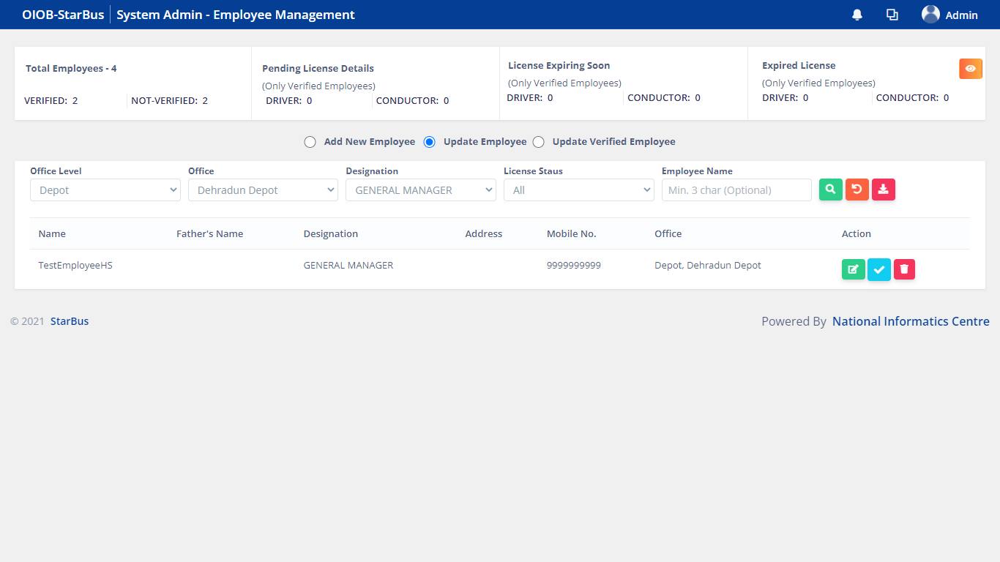 OIOB-StarBus System Admin - Employee Management Admin
Total Employees - 4
VERIFIED: 2 NOT-VERIFIED: 2
Pending License Details
(Only Verified Employees)
DRIVER: 0 CONDUCTOR: 0
License Expiring Soon
(Only Verified Employees)
DRIVER: 0 CONDUCTOR: 0
Expired License
(Only Verified Employees)
DRIVER: 0 CONDUCTOR: 0
Add New Employee Update Employee Update Verified Employee
Office Level Office Designation License Staus Employee Name
Depot Dehradun Depot GENERAL MANAGER All Min. 3 char (Optional)
Name Father's Name Designation Address Mobile No. Office Action
TestEmployeeHS GENERAL MANAGER 9999999999 Depot, Dehradun Depot
© 2021 StarBus Powered By National Informatics Centre